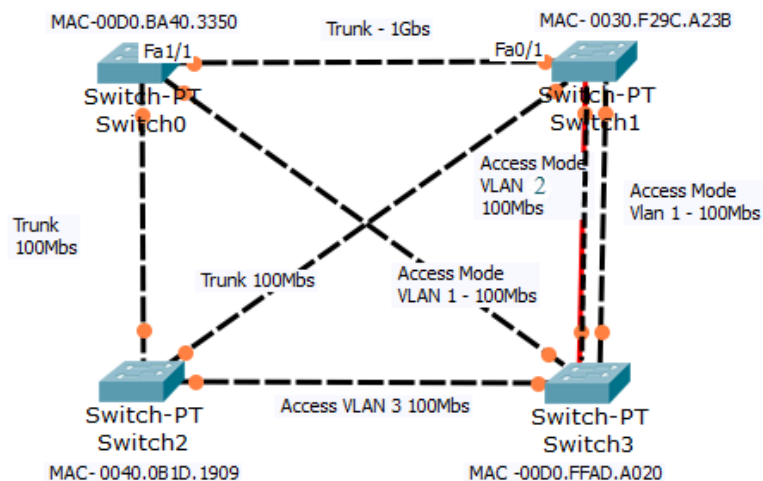 MAC-00D0.BA40.3350
MAC- 0030.F29C.A23B
Trunk - 1Gbs
Fa1/1
Fa0/1
Switch-PT
Switch0
Switch-PT
Switch1
Access Mode
VLAN 2
100Mbs
Access Mode
Vlan 1 - 100Mbs
Trunk
100Mbs
Trunk 100Mbs
Access Mode
VLAN 1 - 100Mbs
Access VLAN 3 100Mbs
Switch-PT
Switch2
Switch-PT
Switch3
MAC- 0040.0B1D.1909
MAC -00D0.FFAD.A020